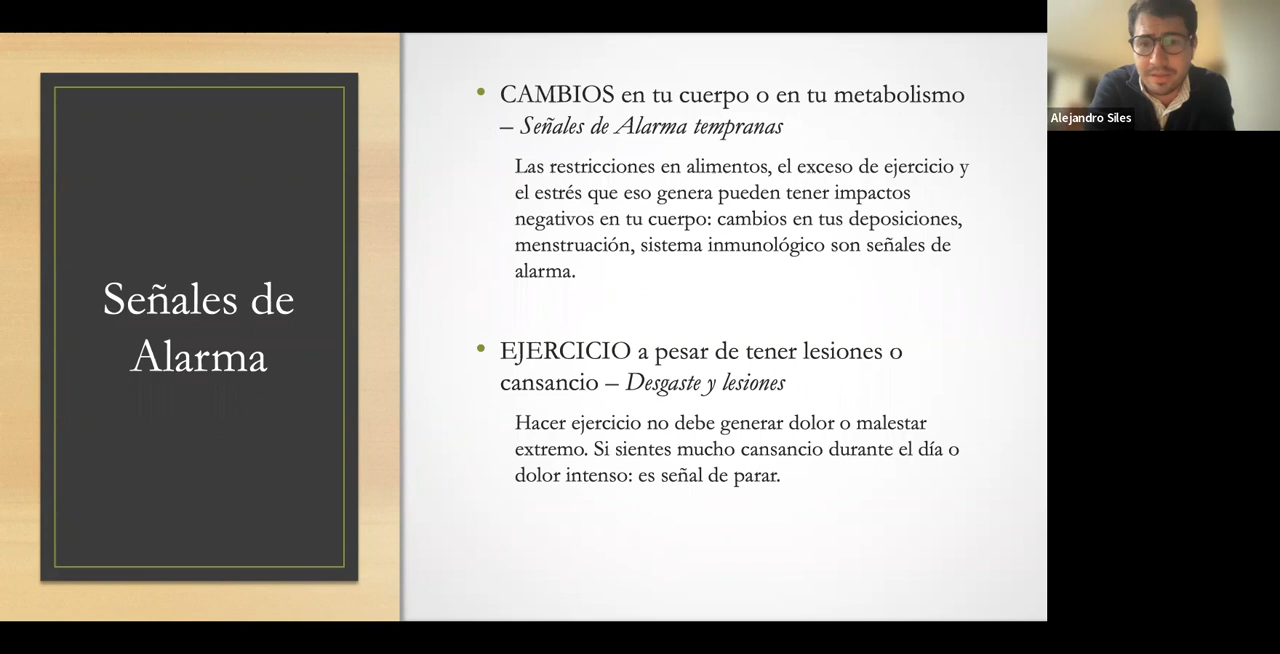 Señales de
Alarma
• CAMBIOS en tu cuerpo o en tu metabolismo
– Señales de Alarma tempranas
Las restricciones en alimentos, el exceso de ejercicio y
el estrés que eso genera pueden tener impactos
negativos en tu cuerpo: cambios en tus deposiciones,
menstruación, sistema inmunológico son señales de
alarma.
• EJERCICIO a pesar de tener lesiones o
cansancio – Desgaste y lesiones
Hacer ejercicio no debe generar dolor o malestar
extremo. Si sientes mucho cansancio durante el día o
dolor intenso: es señal de parar.
Alejandro Siles